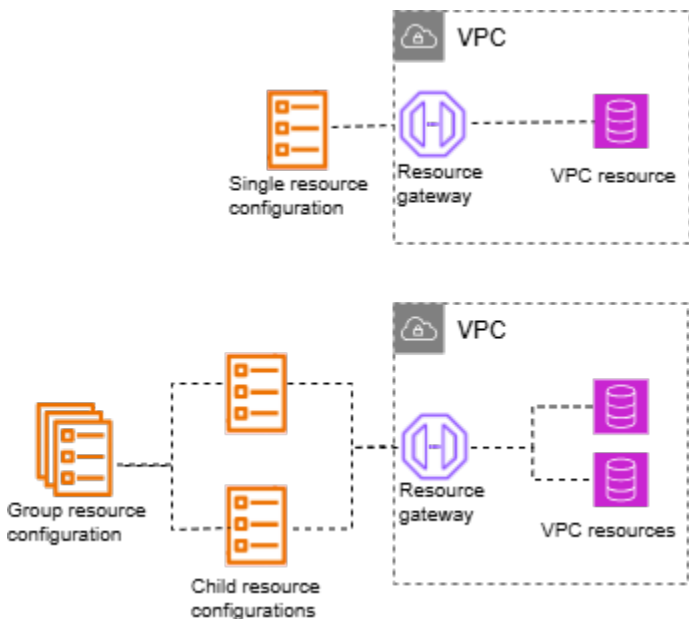 VPC
Single resource
configuration
Resource
gateway
VPC resource
VPC
Group resource
configuration
Child resource
configurations
Resource
gateway
VPC resources